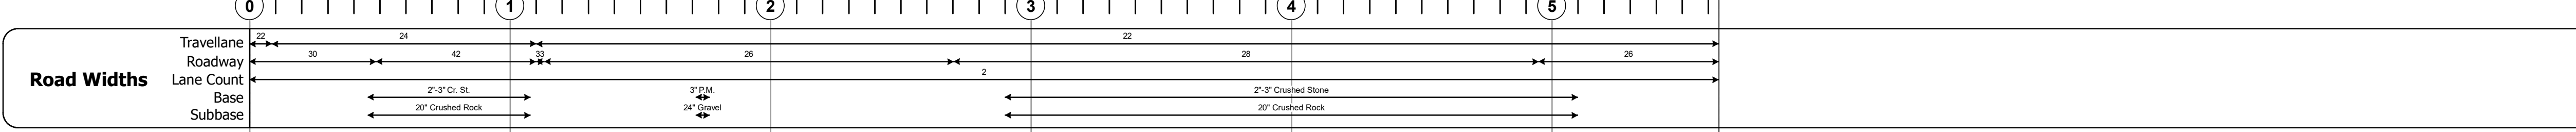 0 1 2 3 4 5
Road Widths
Travellane 22 24 22
Roadway 30 42 33 26 28 26
Lane Count 2
Base 2"-3" Cr. St. 3" P.M. 2"-3" Crushed Stone
Subbase 20" Crushed Rock 24" Gravel 20" Crushed Rock